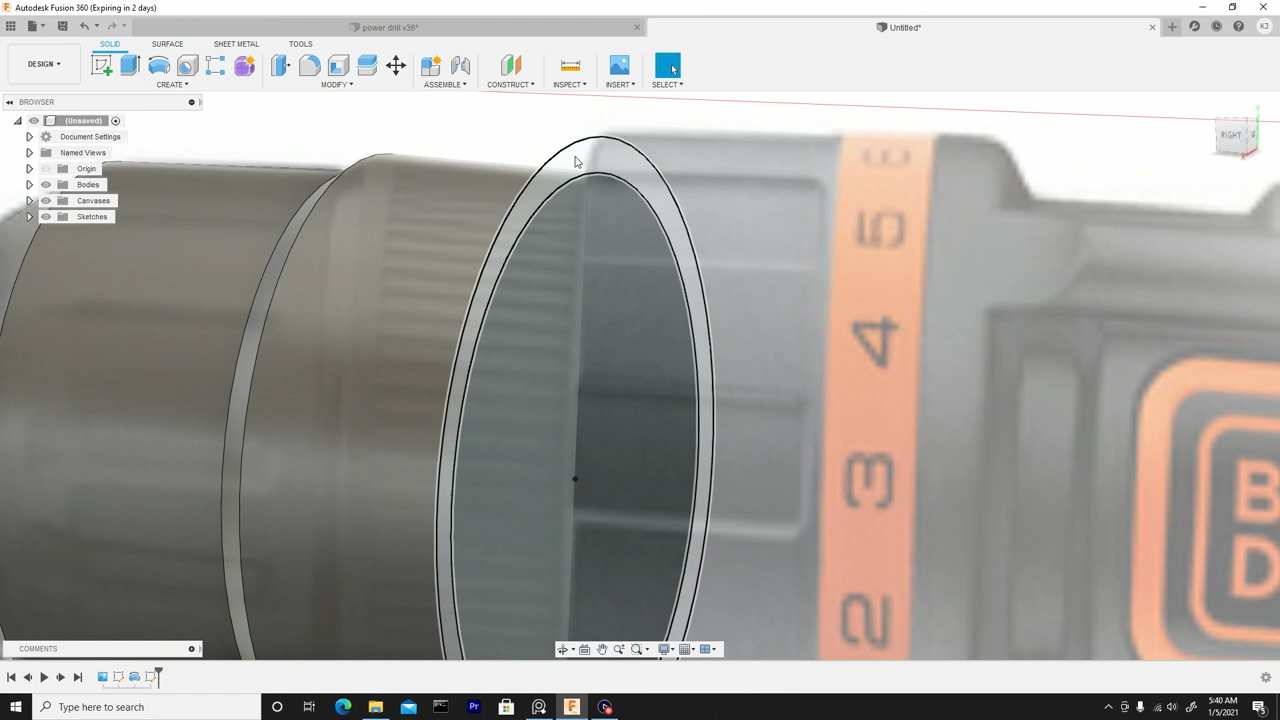 Autodesk Fusion 360 (Expiring in 2 days)
power drill v36*
Untitled*
KJ
SOLID
SURFACE
SHEET METAL
TOOLS
DESIGN
CREATE
MODIFY
ASSEMBLE
CONSTRUCT
INSPECT
INSERT
SELECT
BROWSER
(Unsaved)
Document Settings
Named Views
Origin
Bodies
Canvases
Sketches
RIGHT
X
5
4
3
2
B
D
COMMENTS
Type here to search
5:40 AM
1/5/2021